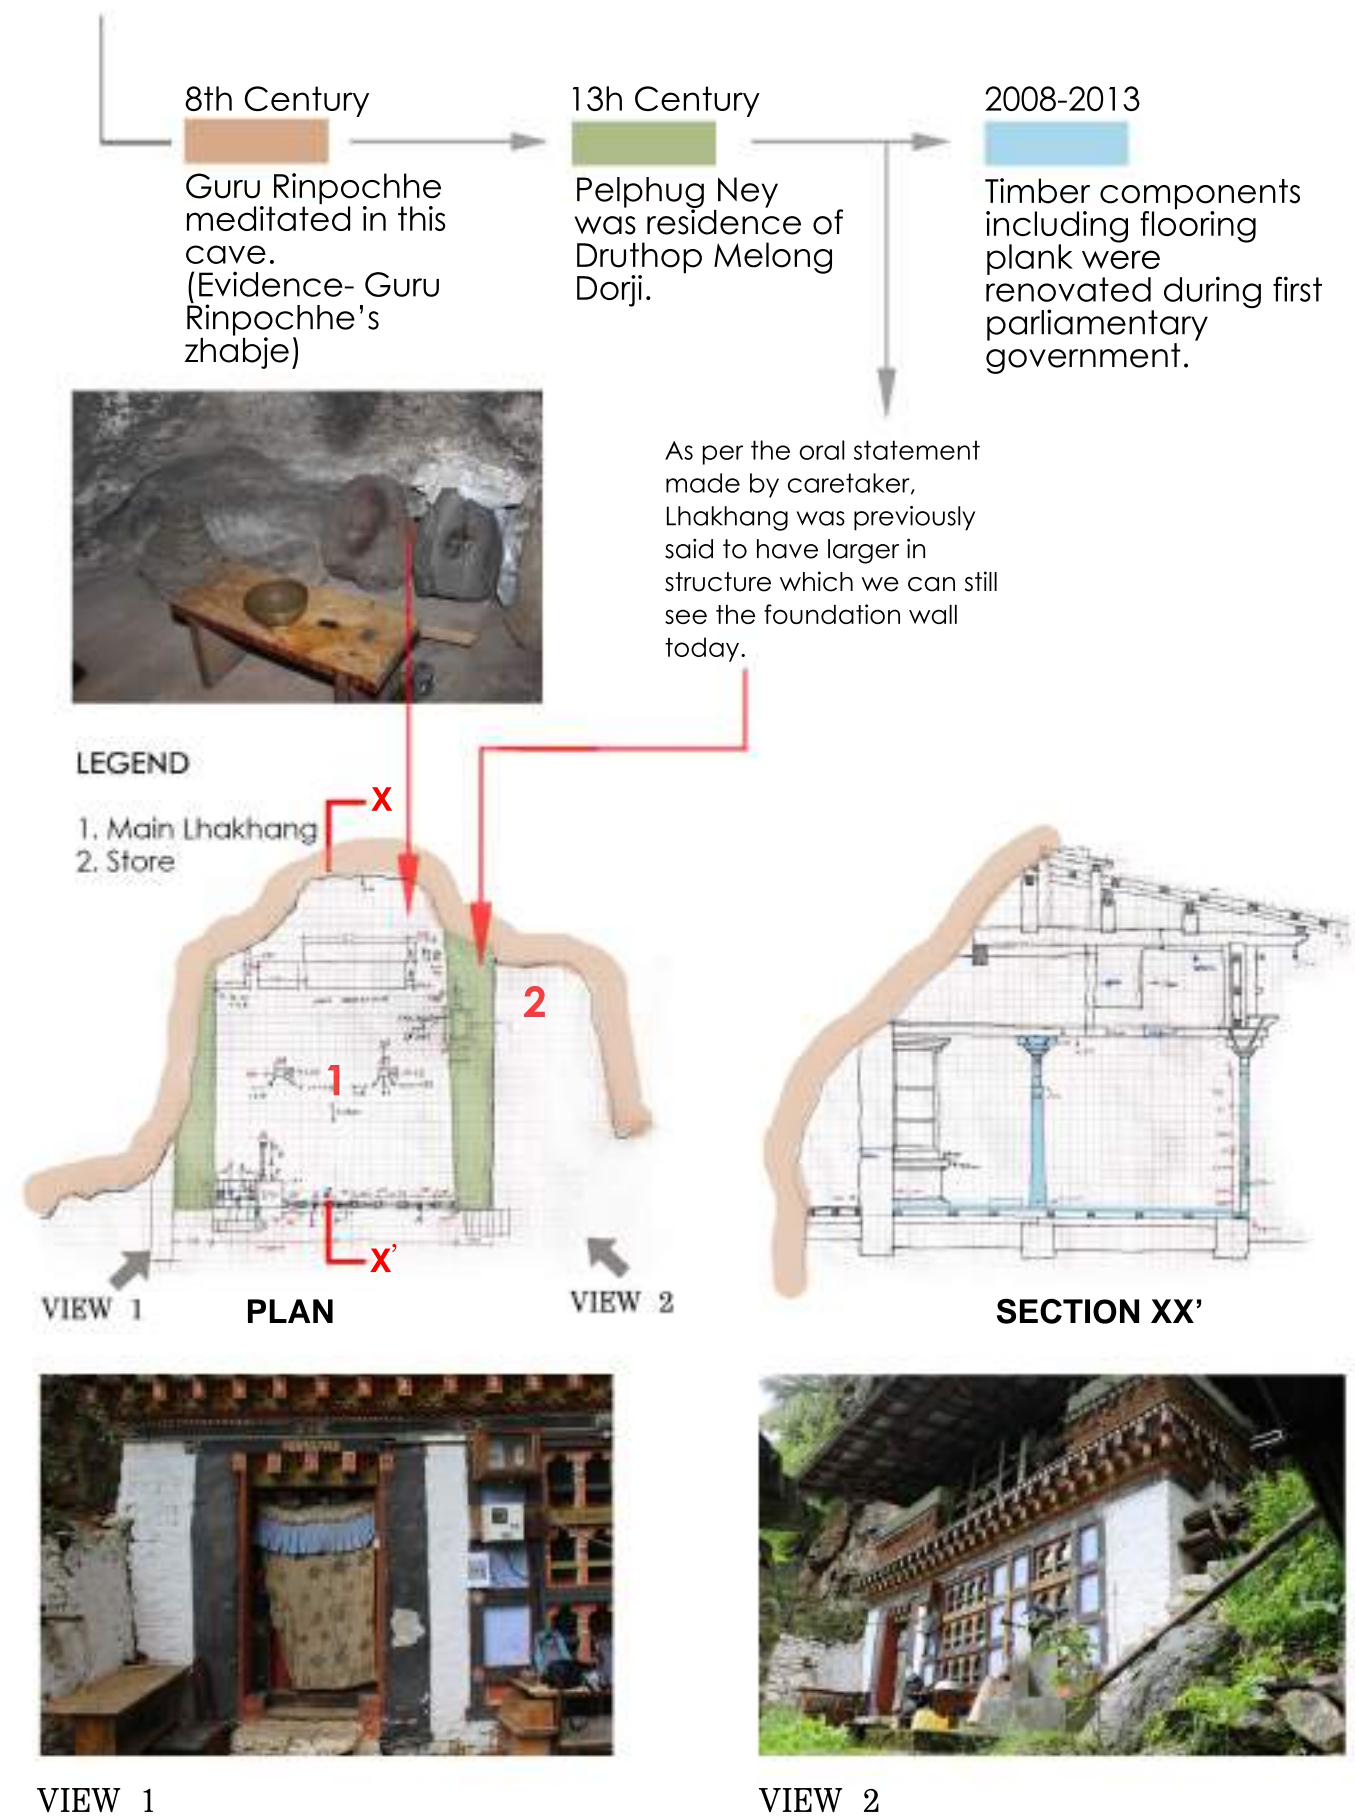 8th Century
Guru Rinpochhe
meditated in this
cave.
(Evidence- Guru
Rinpochhe's
zhabje)
13h Century
Pelphug Ney
was residence of
Druthop Melong
Dorji.
2008-2013
Timber components
including flooring
plank were
renovated during first
parliamentary
government.
As per the oral statement
made by caretaker,
Lhakhang was previously
said to have larger in
structure which we can still
see the foundation wall
today.
LEGEND
1. Main Lhakhang
2. Store
X
2
1
X'
VIEW 1
PLAN
VIEW 2
SECTION XX’
VIEW 1
VIEW 2